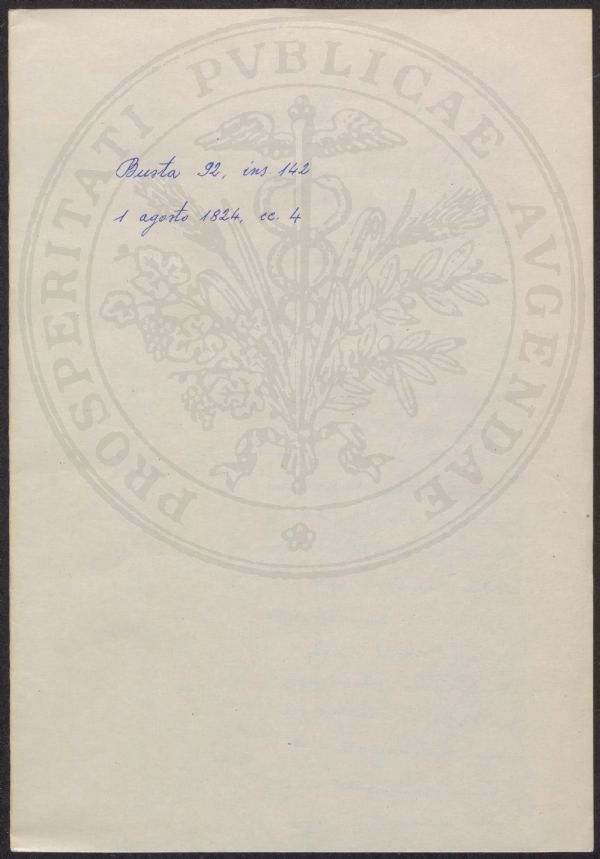 PROSPERITATI PVBLICAE AVGENDAE
Busta 92, ins 142
1 agosto 1824, cc. 4